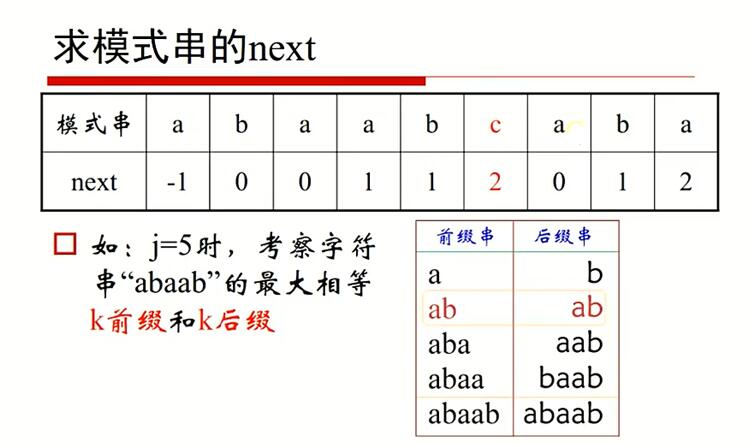 求模式串的next
模式串 a b a a b c a b a
next -1 0 0 1 1 2 0 1 2
如：j=5时，考察字符
串“abaab”的最大相等
k前缀和k后缀
前缀串 后缀串
a b
ab ab
aba aab
abaa baab
abaab abaab